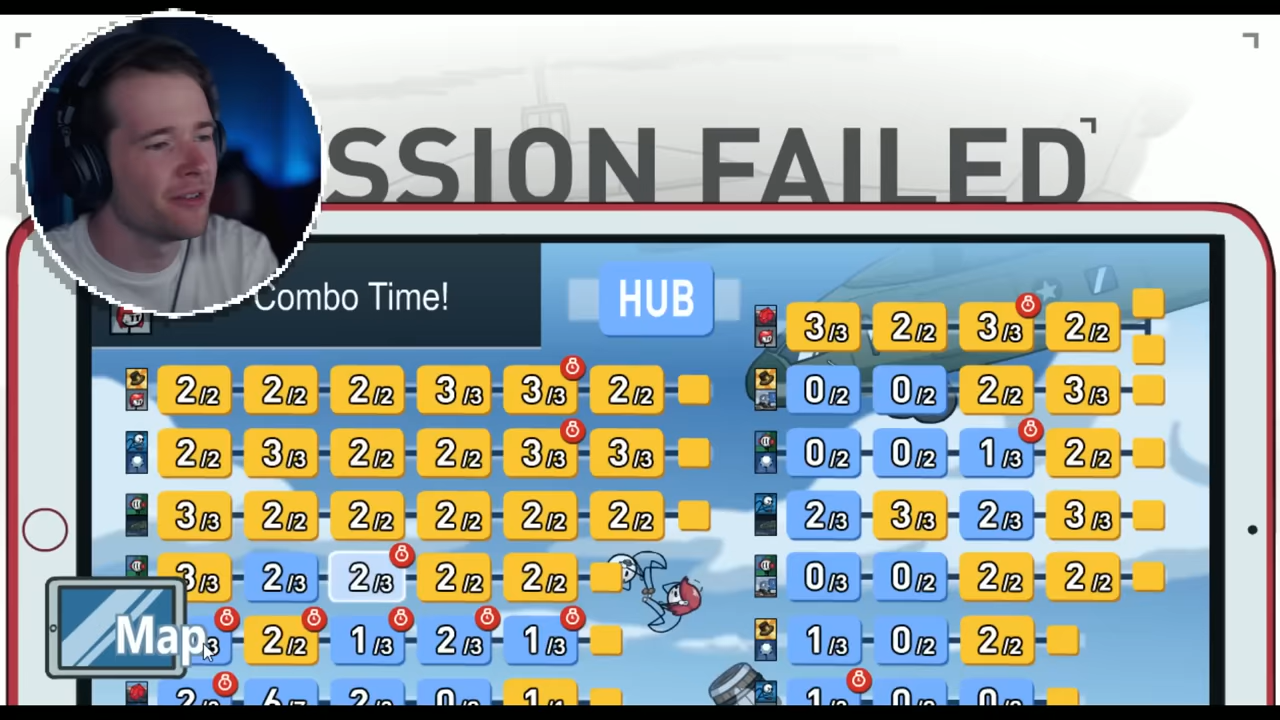 SSION FAILED
Combo Time!
HUB
3/3 2/2 3/3 2/2
2/2 2/2 2/2 3/3 3/3 2/2
0/2 0/2 2/2 3/3
2/2 3/3 2/2 2/2 3/3 3/3
0/2 0/2 1/3 2/2
3/3 2/2 2/2 2/2 2/2 2/2
2/3 3/3 2/3 3/3
3/3 2/3 2/3 2/2 2/2
0/3 0/2 2/2 2/2
Map
3 2/2 1/3 2/3 1/3
1/3 0/2 2/2